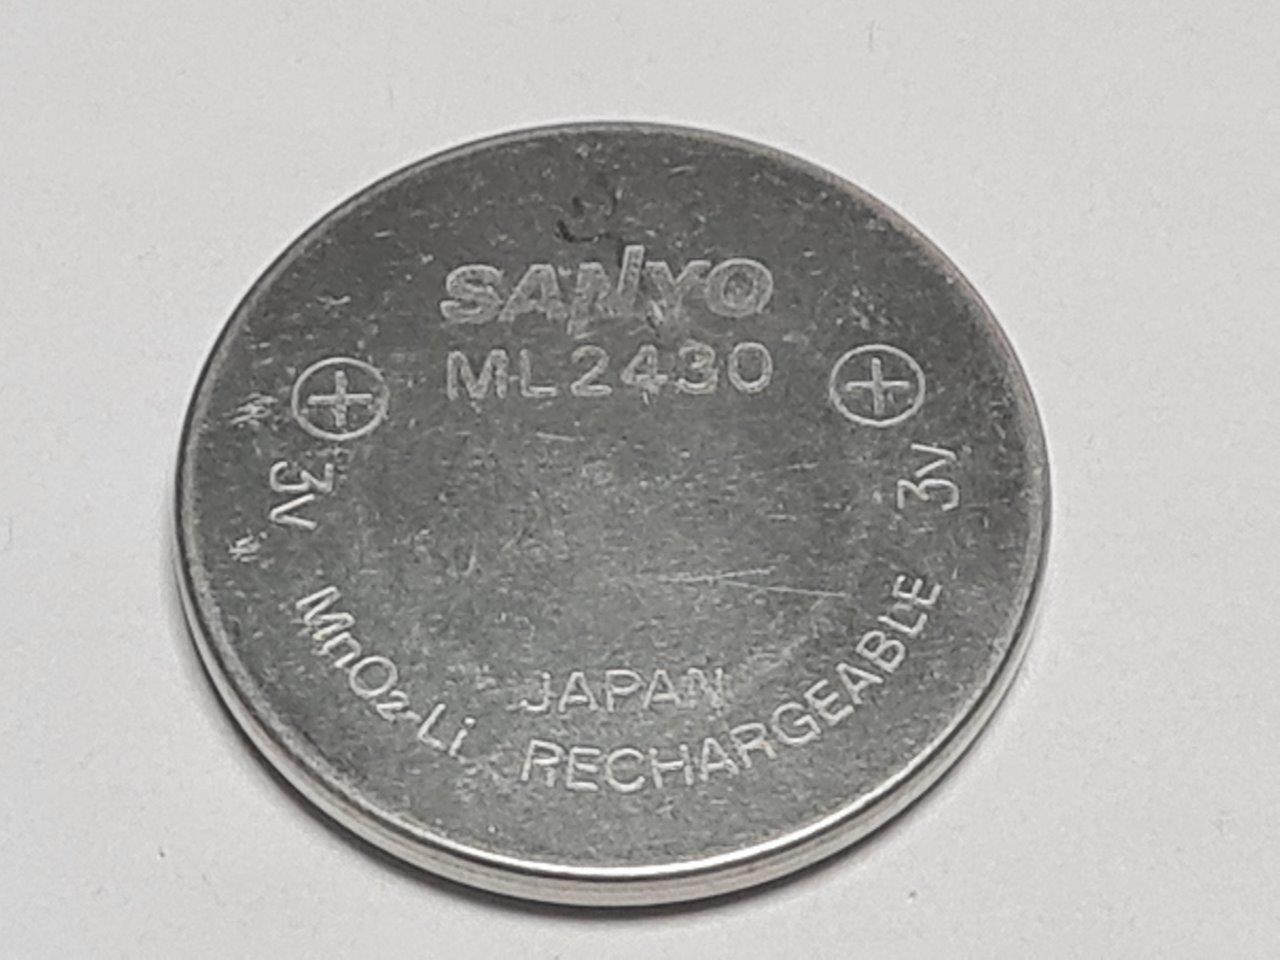 SANYO
ML2430
+ +
3V 3V
MnO2-Li RECHARGEABLE
JAPAN